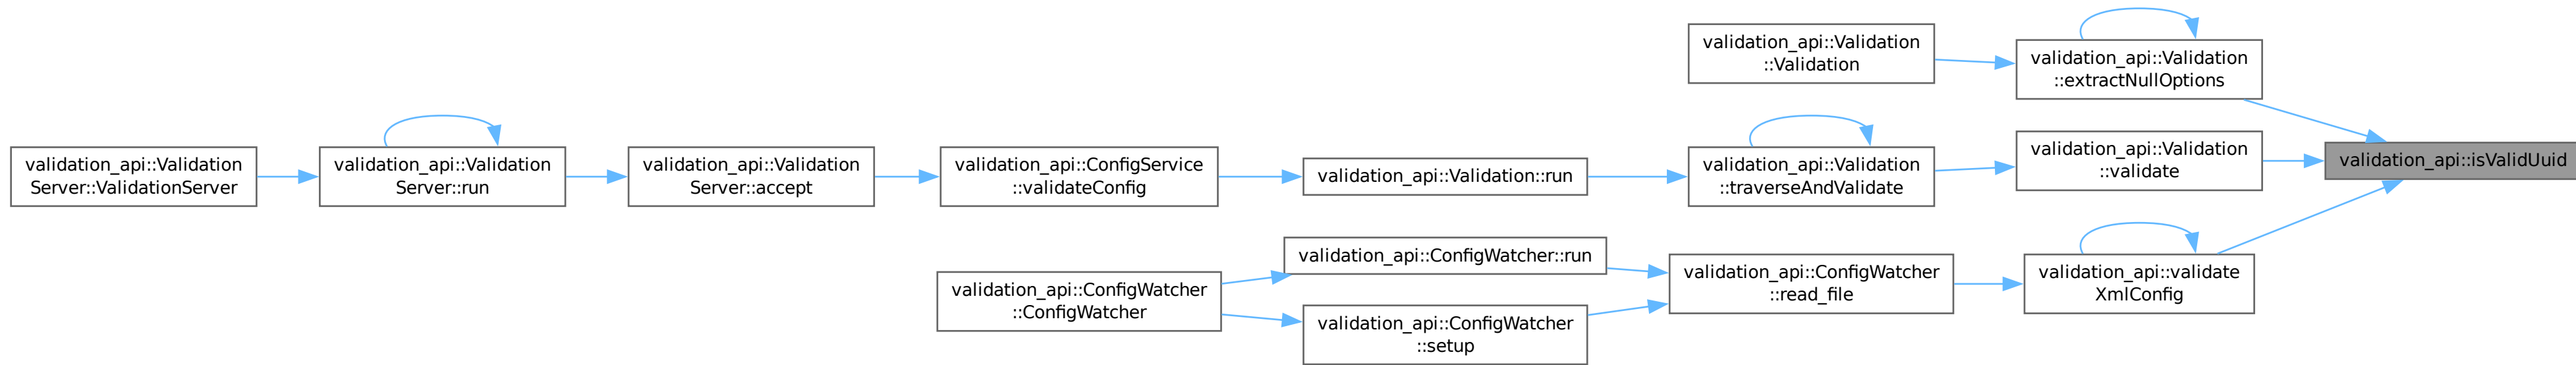 validation_api::Validation
::Validation
validation_api::Validation
::extractNullOptions
validation_api::Validation
Server::ValidationServer
validation_api::Validation
Server::run
validation_api::Validation
Server::accept
validation_api::ConfigService
::validateConfig
validation_api::Validation::run
validation_api::Validation
::traverseAndValidate
validation_api::Validation
::validate
validation_api::isValidUuid
validation_api::ConfigWatcher
::ConfigWatcher
validation_api::ConfigWatcher::run
validation_api::ConfigWatcher
::setup
validation_api::ConfigWatcher
::read_file
validation_api::validate
XmlConfig